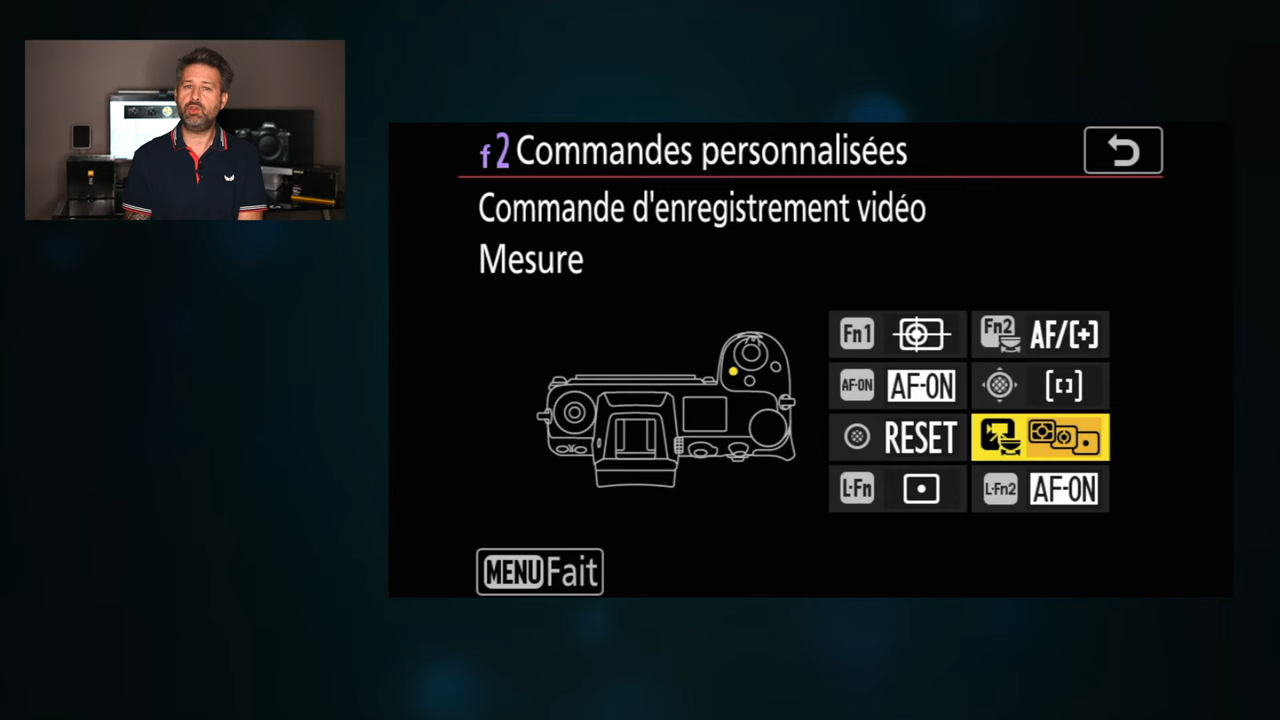 f2 Commandes personnalisées
Commande d'enregistrement vidéo
Mesure
Fn1 Fn2 AF/[+]
AF-ON AF-ON
RESET
L·Fn L·Fn2 AF-ON
MENU Fait